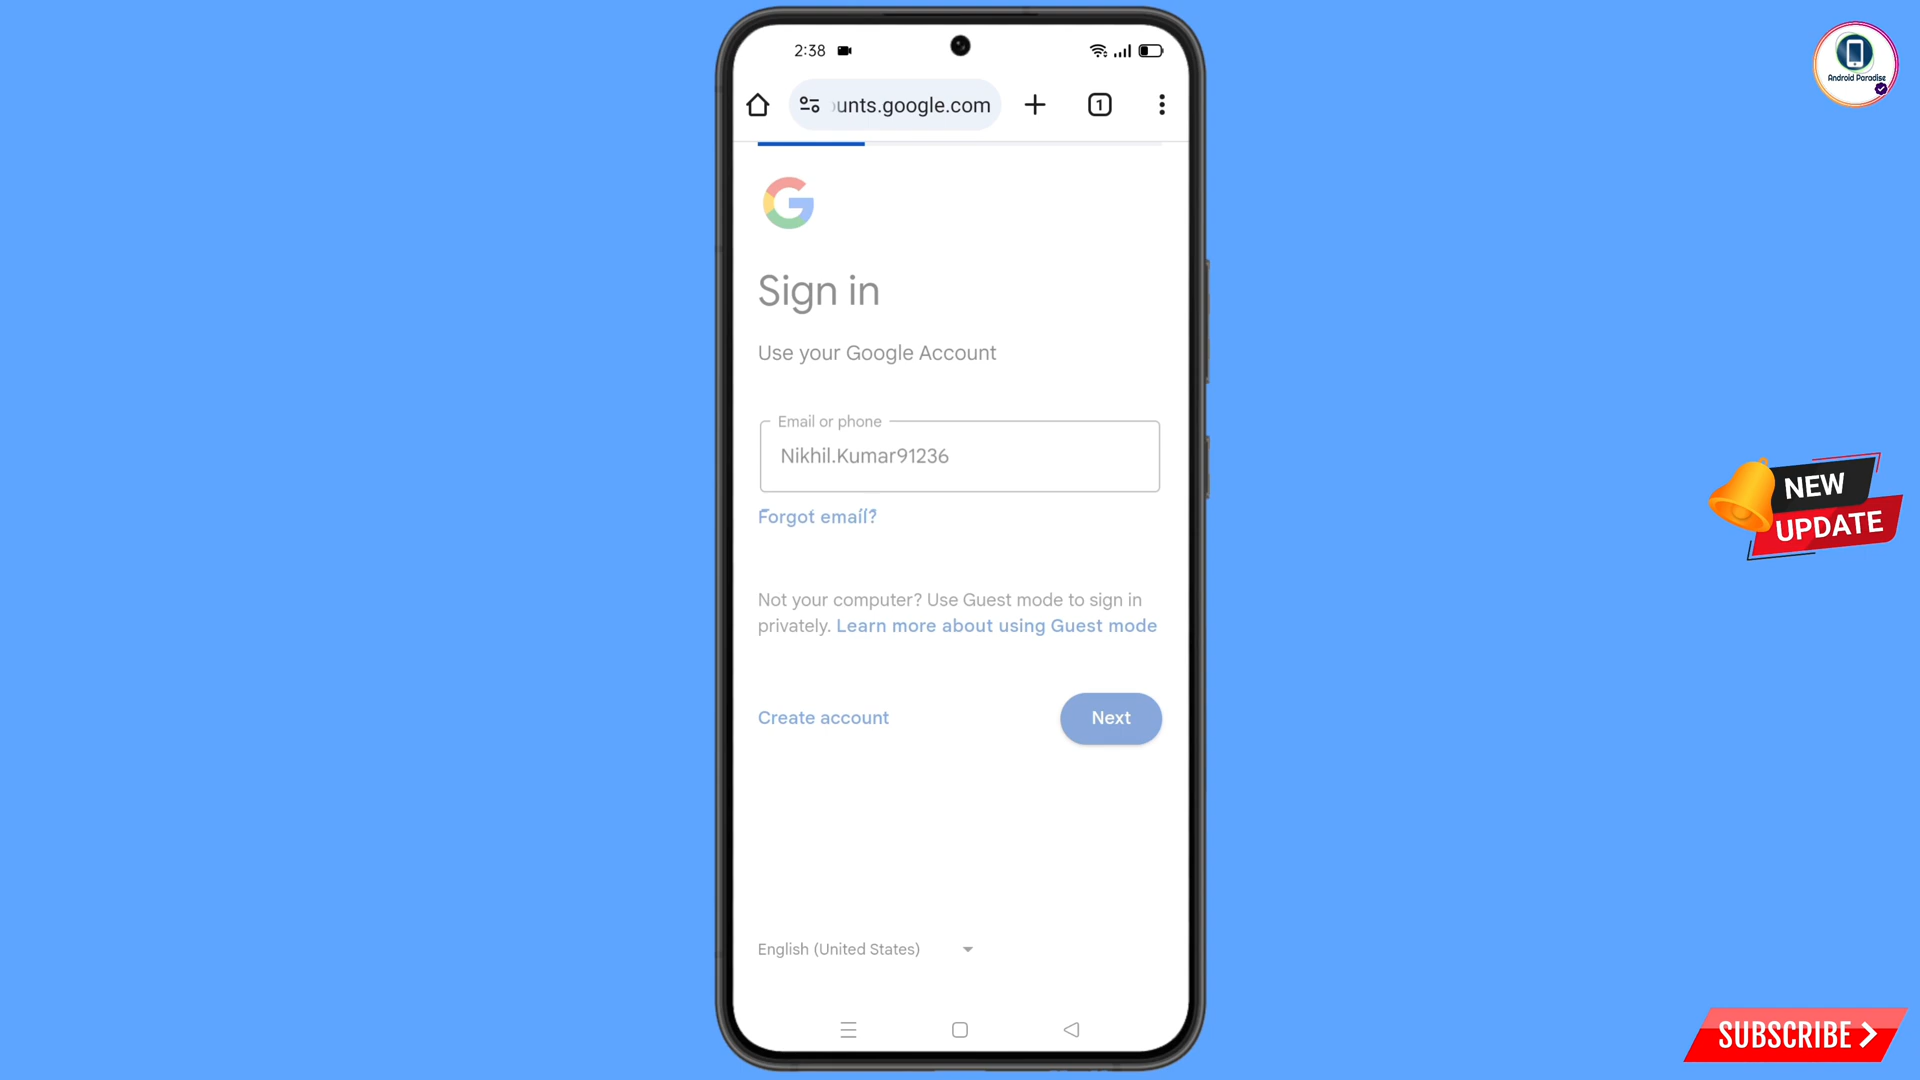 2:38
ounts.google.com
1
Sign in
Use your Google Account
Email or phone
Nikhil.Kumar91236
Forgot email?
Not your computer? Use Guest mode to sign in
privately. Learn more about using Guest mode
Create account
Next
English (United States)
Android Paradise
NEW
UPDATE
SUBSCRIBE